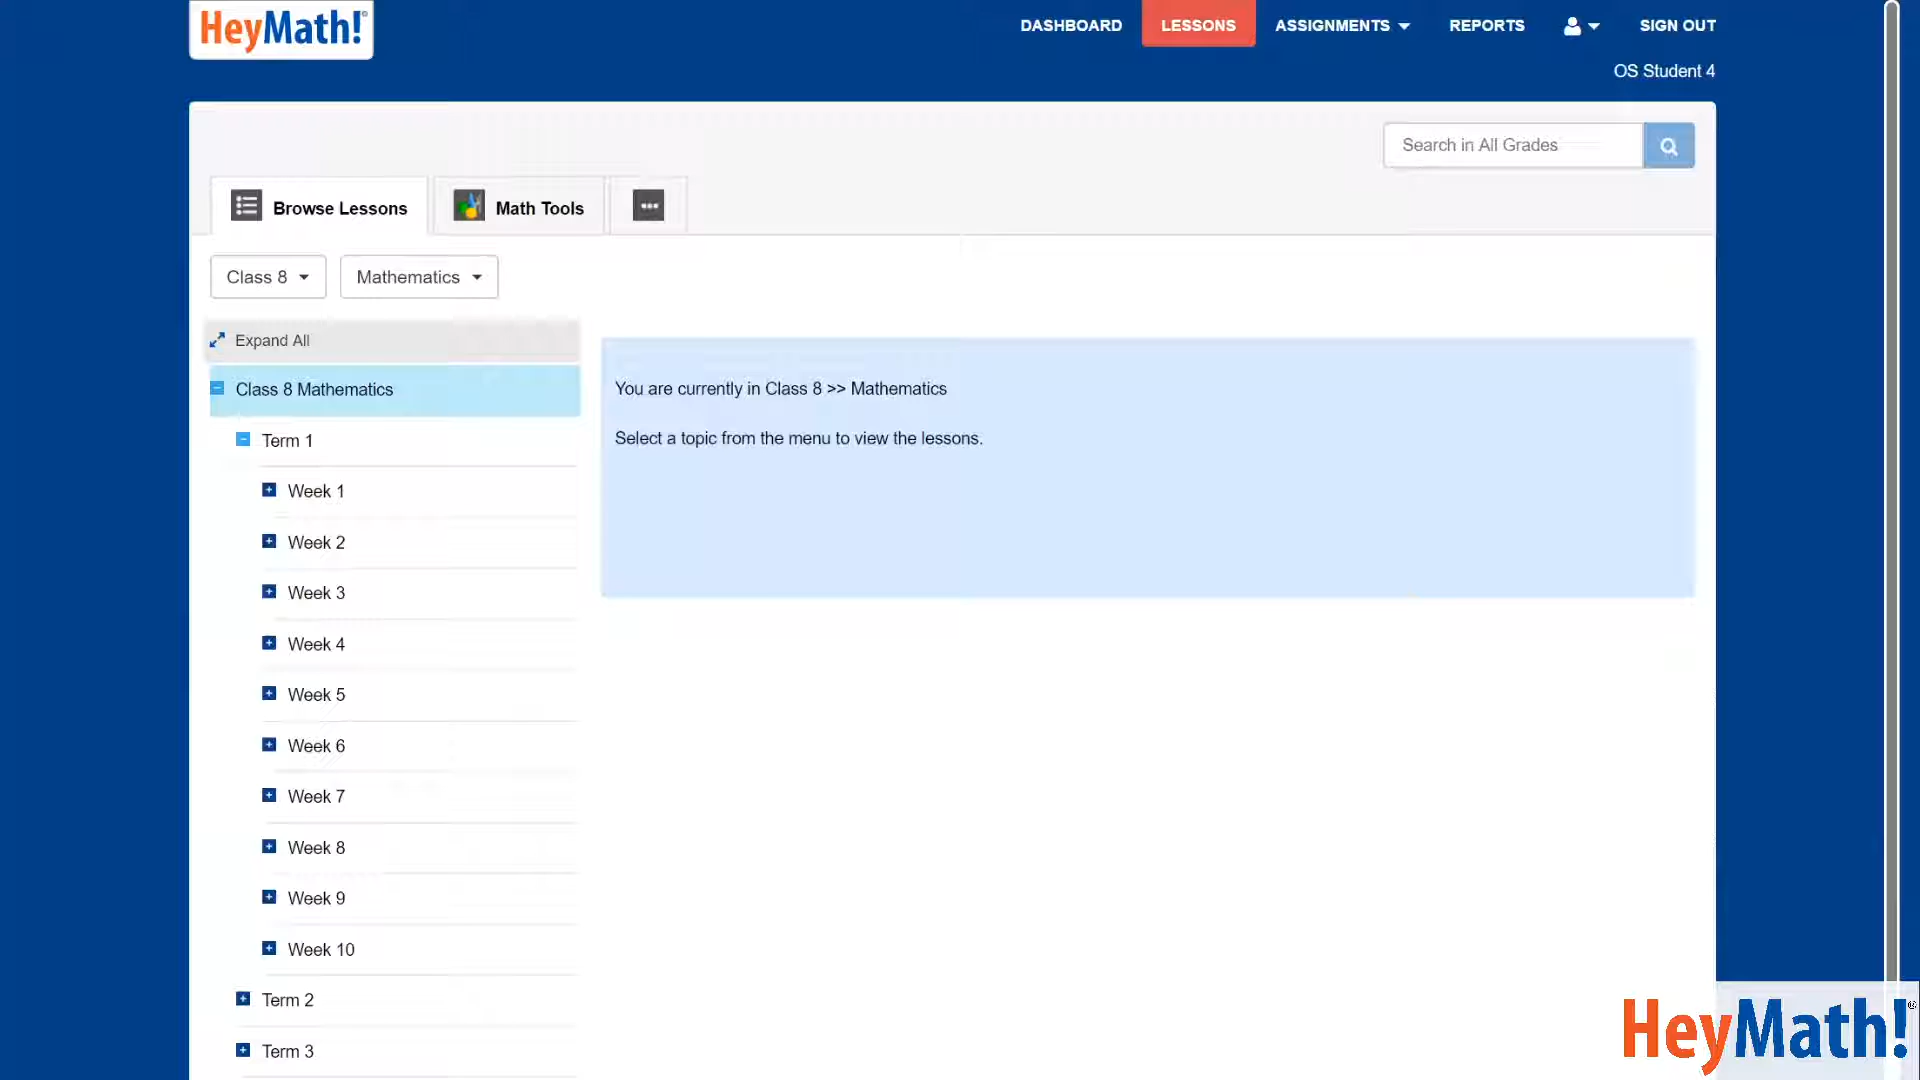 HeyMath!®
DASHBOARD
LESSONS
ASSIGNMENTS
REPORTS
SIGN OUT
OS Student 4
Search in All Grades
Browse Lessons
Math Tools
Class 8
Mathematics
Expand All
Class 8 Mathematics
Term 1
Week 1
Week 2
Week 3
Week 4
Week 5
Week 6
Week 7
Week 8
Week 9
Week 10
Term 2
Term 3
You are currently in Class 8 >> Mathematics
Select a topic from the menu to view the lessons.
HeyMath!®